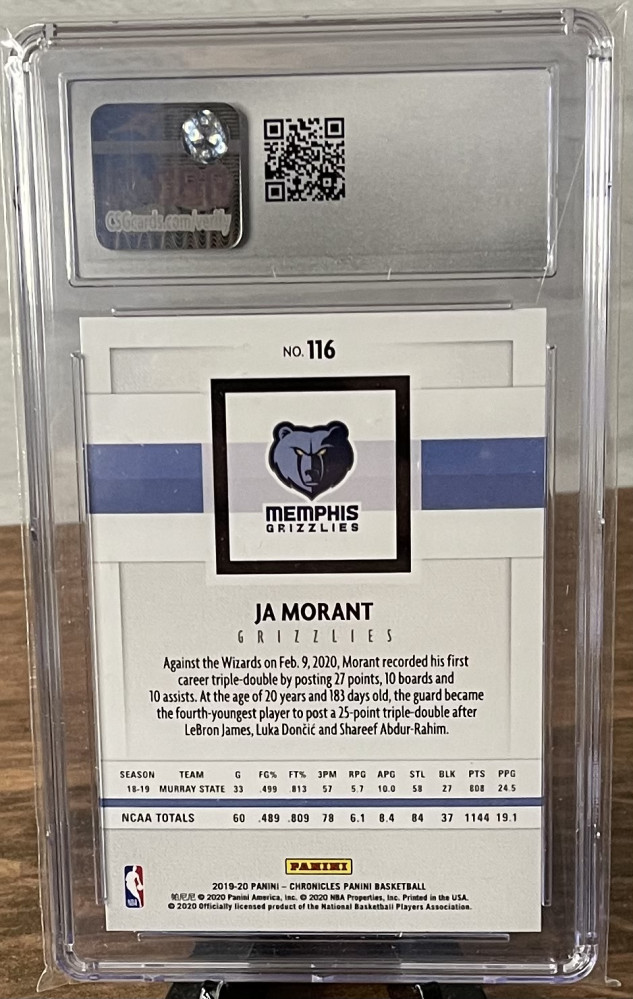 CSGcards.com/verify
NO. 116
MEMPHIS
GRIZZLIES
JA MORANT
GRIZZLIES
Against the Wizards on Feb. 9, 2020, Morant recorded his first
career triple-double by posting 27 points, 10 boards and
10 assists. At the age of 20 years and 183 days old, the guard became
the fourth-youngest player to post a 25-point triple-double after
LeBron James, Luka Dončić and Shareef Abdur-Rahim.
SEASON TEAM G FG% FT% 3PM RPG APG STL BLK PTS PPG
18-19 MURRAY STATE 33 .499 .813 57 5.7 10.0 58 27 808 24.5
NCAA TOTALS 60 .489 .809 78 6.1 8.4 84 37 1144 19.1
PANINI
2019-20 PANINI – CHRONICLES PANINI BASKETBALL
帕尼尼 © 2020 Panini America, Inc. © 2020 NBA Properties, Inc. Printed in the USA.
© 2020 Officially licensed product of the National Basketball Players Association.
NBA